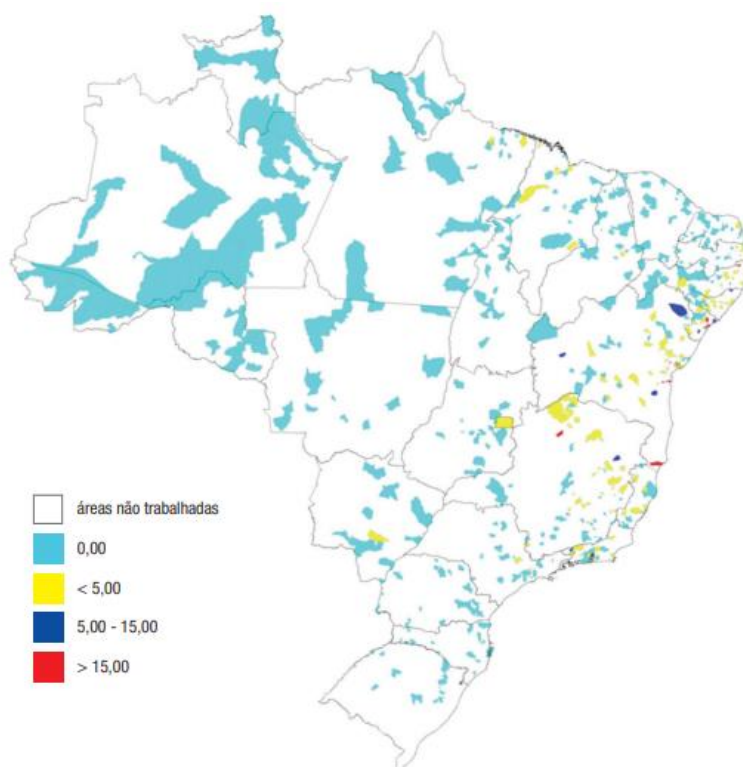 áreas não trabalhadas
0,00
< 5,00
5,00 - 15,00
> 15,00